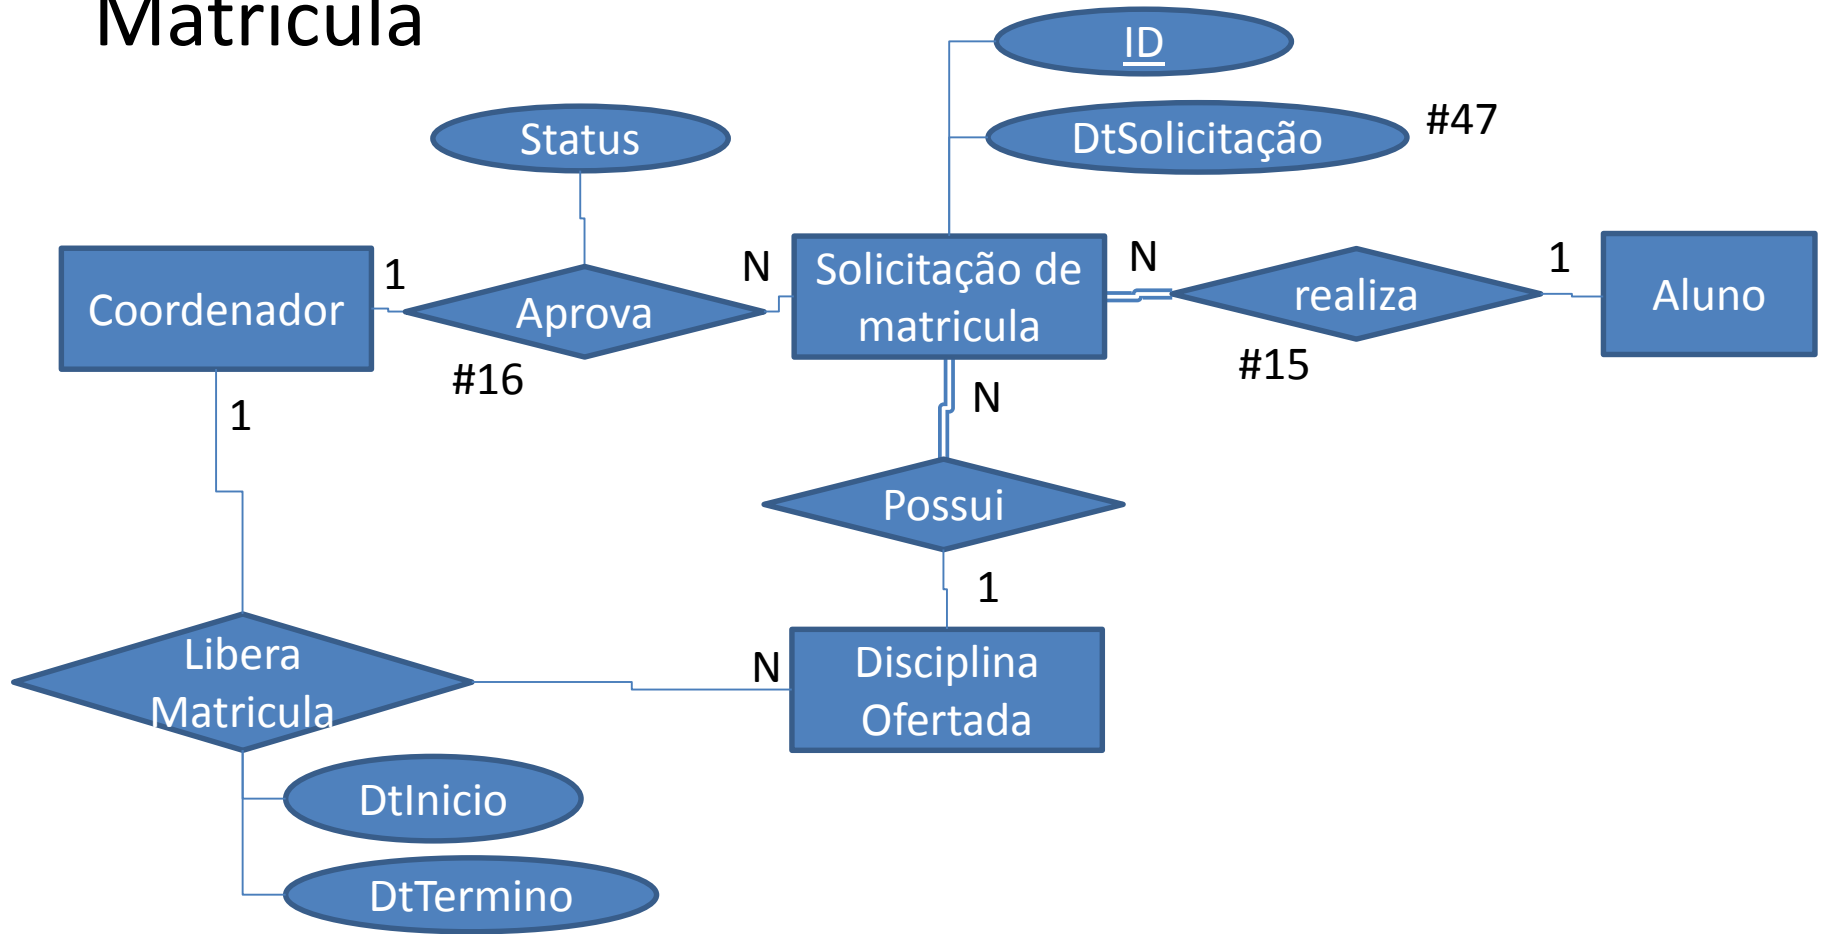 Matricula
ID
#47
DtSolicitação
Status
Coordenador
1
Aprova
#16
N
Solicitação de
matricula
N
realiza
#15
1
Aluno
1
N
Possui
1
Libera
Matricula
N
Disciplina
Ofertada
DtInicio
DtTermino